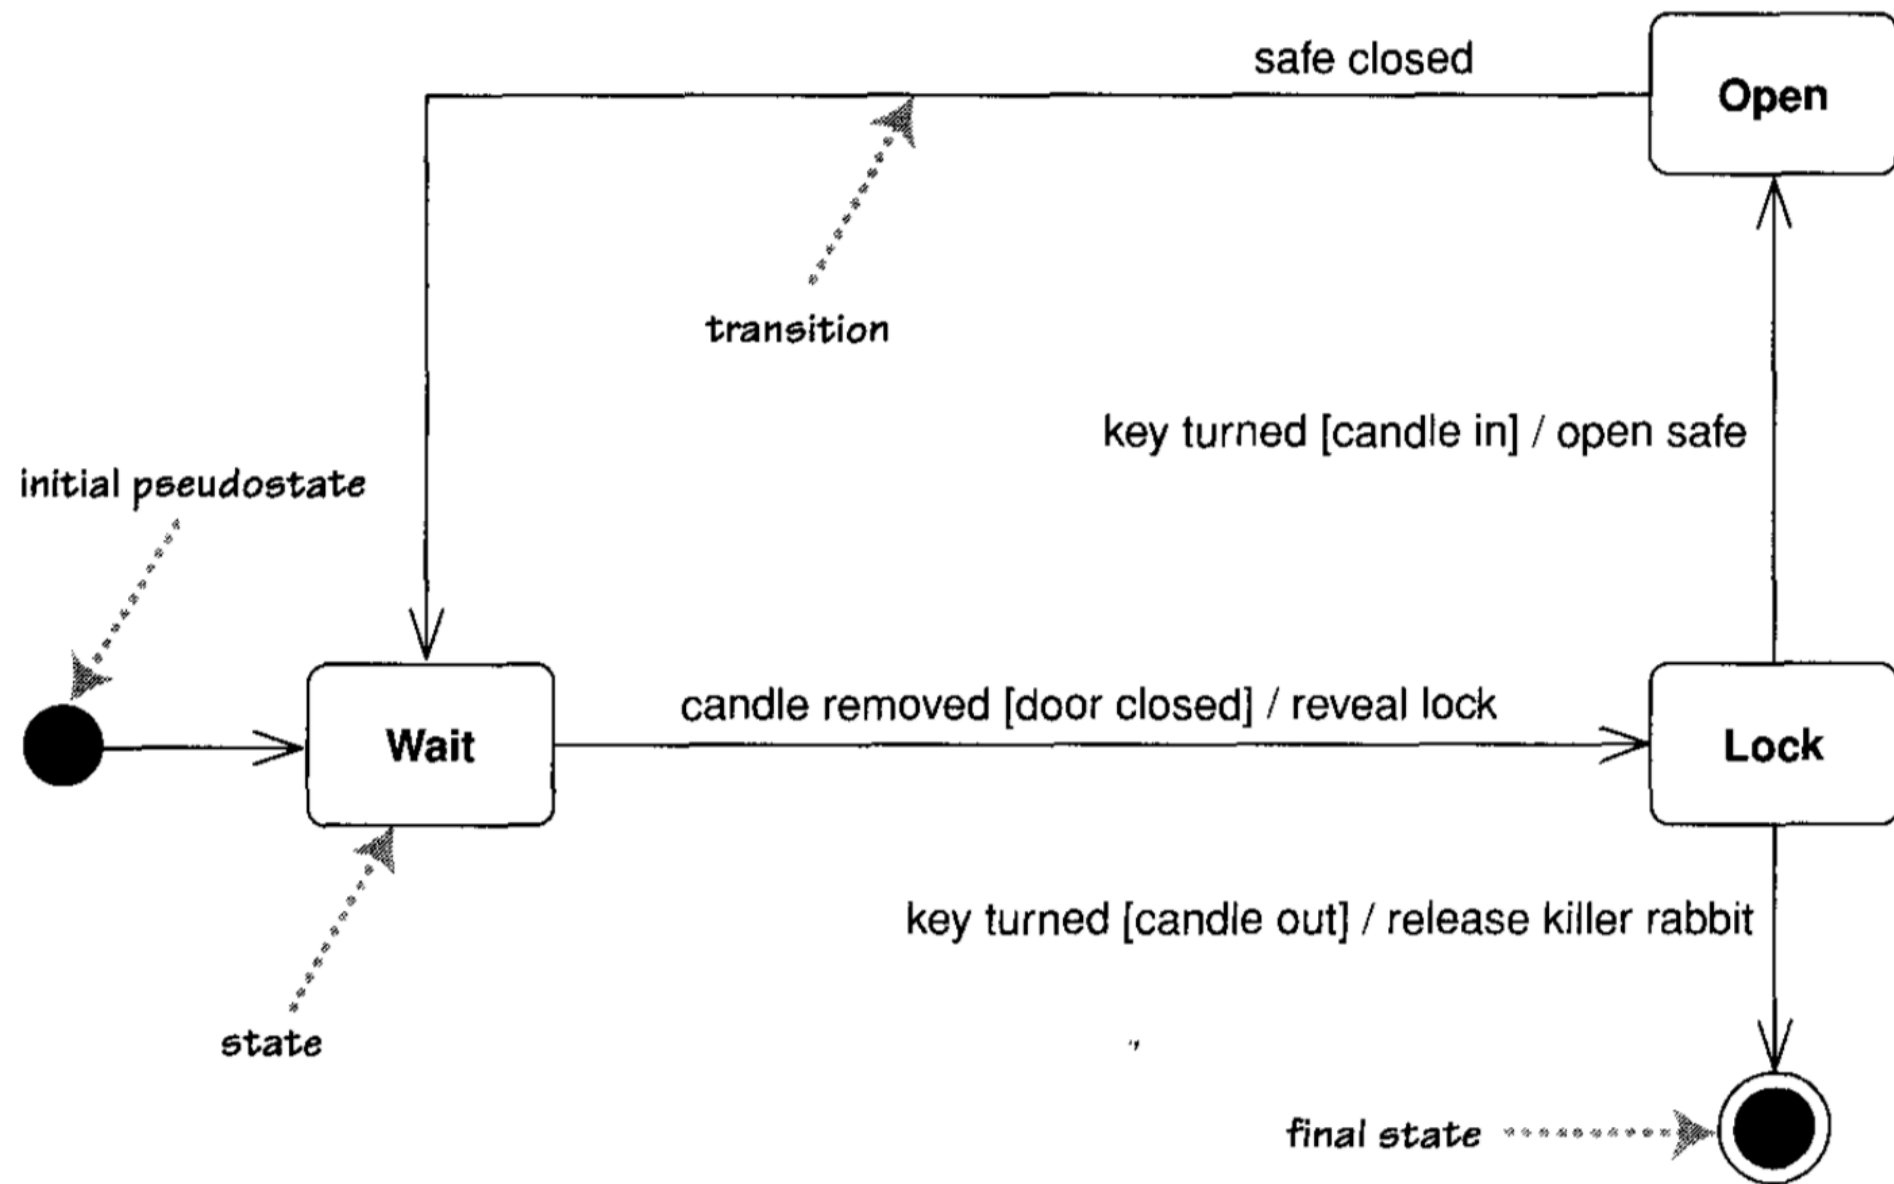 safe closed
Open
transition
key turned [candle in] / open safe
initial pseudostate
candle removed [door closed] / reveal lock
Wait
Lock
key turned [candle out] / release killer rabbit
state
final state